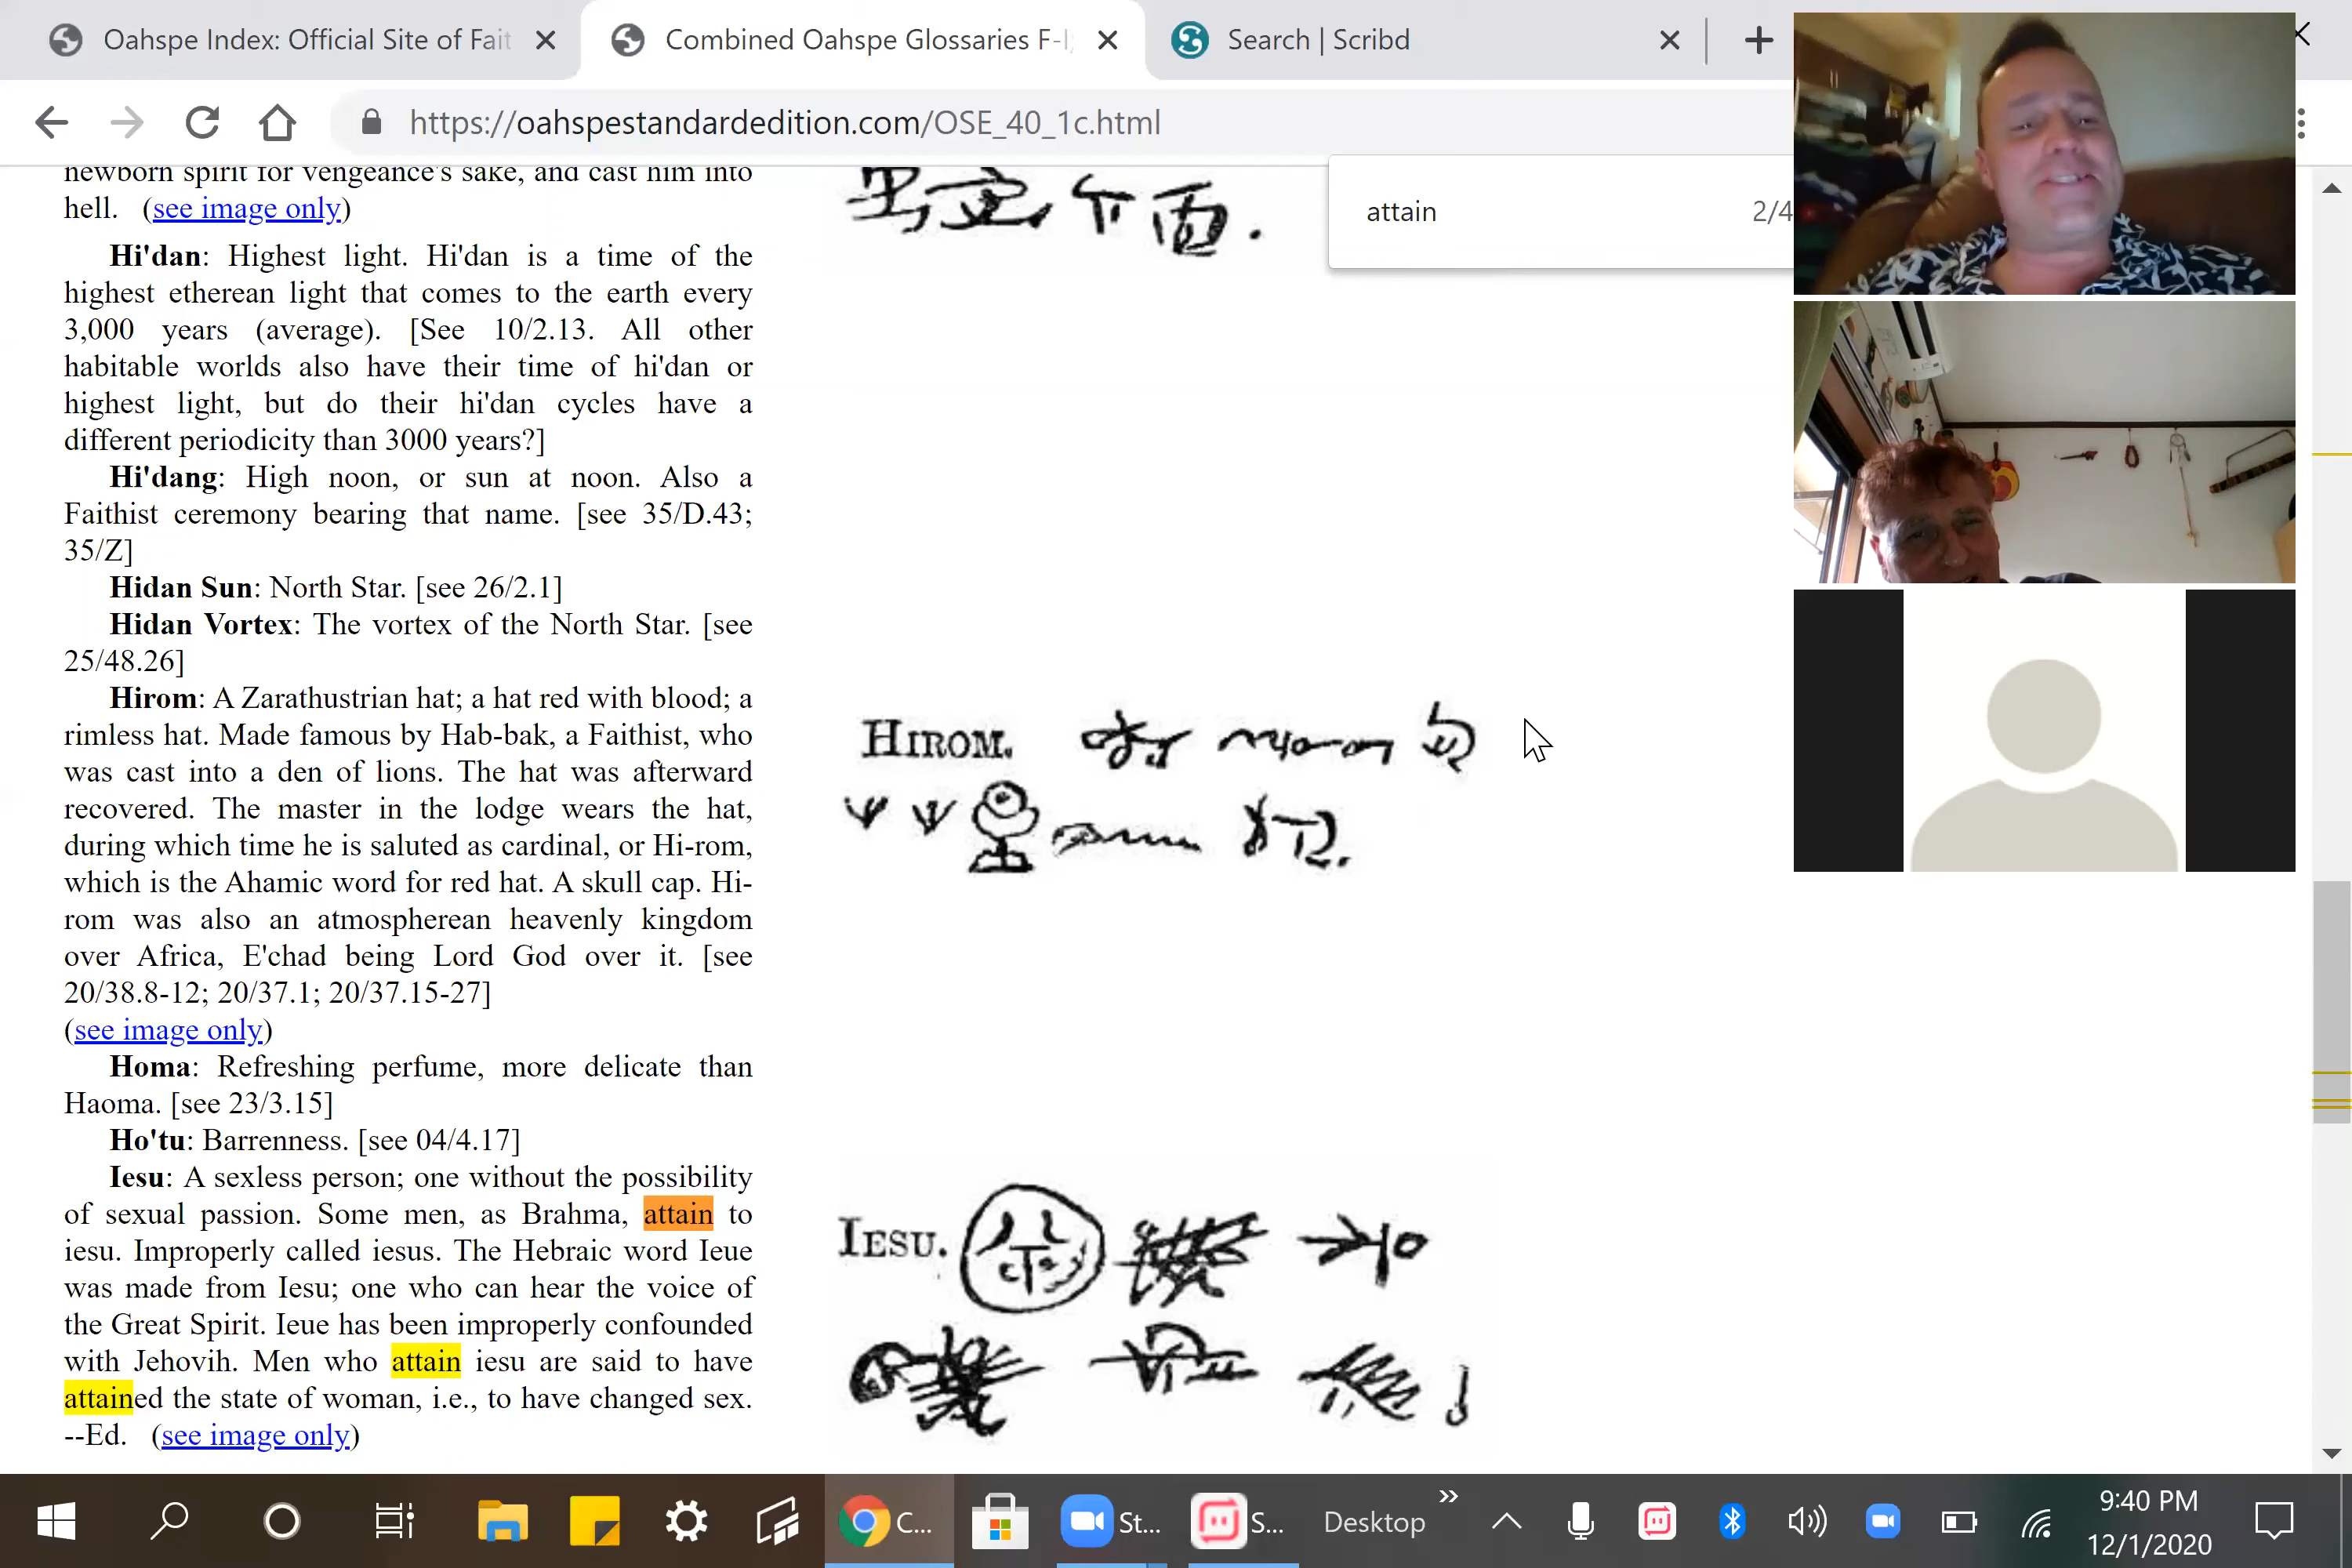 Oahspe Index: Official Site of Fait
Combined Oahspe Glossaries F-I;
Search | Scribd
https://oahspestandardedition.com/OSE_40_1c.html
attain
2/4
newborn spirit for vengeance's sake, and cast him into
hell. (see image only)
Hi'dan: Highest light. Hi'dan is a time of the
highest etherean light that comes to the earth every
3,000 years (average). [See 10/2.13. All other
habitable worlds also have their time of hi'dan or
highest light, but do their hi'dan cycles have a
different periodicity than 3000 years?]
Hi'dang: High noon, or sun at noon. Also a
Faithist ceremony bearing that name. [see 35/D.43;
35/Z]
Hidan Sun: North Star. [see 26/2.1]
Hidan Vortex: The vortex of the North Star. [see
25/48.26]
Hirom: A Zarathustrian hat; a hat red with blood; a
rimless hat. Made famous by Hab-bak, a Faithist, who
was cast into a den of lions. The hat was afterward
recovered. The master in the lodge wears the hat,
during which time he is saluted as cardinal, or Hi-rom,
which is the Ahamic word for red hat. A skull cap. Hi-
rom was also an atmospherean heavenly kingdom
over Africa, E'chad being Lord God over it. [see
20/38.8-12; 20/37.1; 20/37.15-27]
(see image only)
Homa: Refreshing perfume, more delicate than
Haoma. [see 23/3.15]
Ho'tu: Barrenness. [see 04/4.17]
Iesu: A sexless person; one without the possibility
of sexual passion. Some men, as Brahma, attain to
iesu. Improperly called iesus. The Hebraic word Ieue
was made from Iesu; one who can hear the voice of
the Great Spirit. Ieue has been improperly confounded
with Jehovih. Men who attain iesu are said to have
attained the state of woman, i.e., to have changed sex.
--Ed. (see image only)
HIROM.
IESU.
C...
St...
S...
Desktop
9:40 PM
12/1/2020